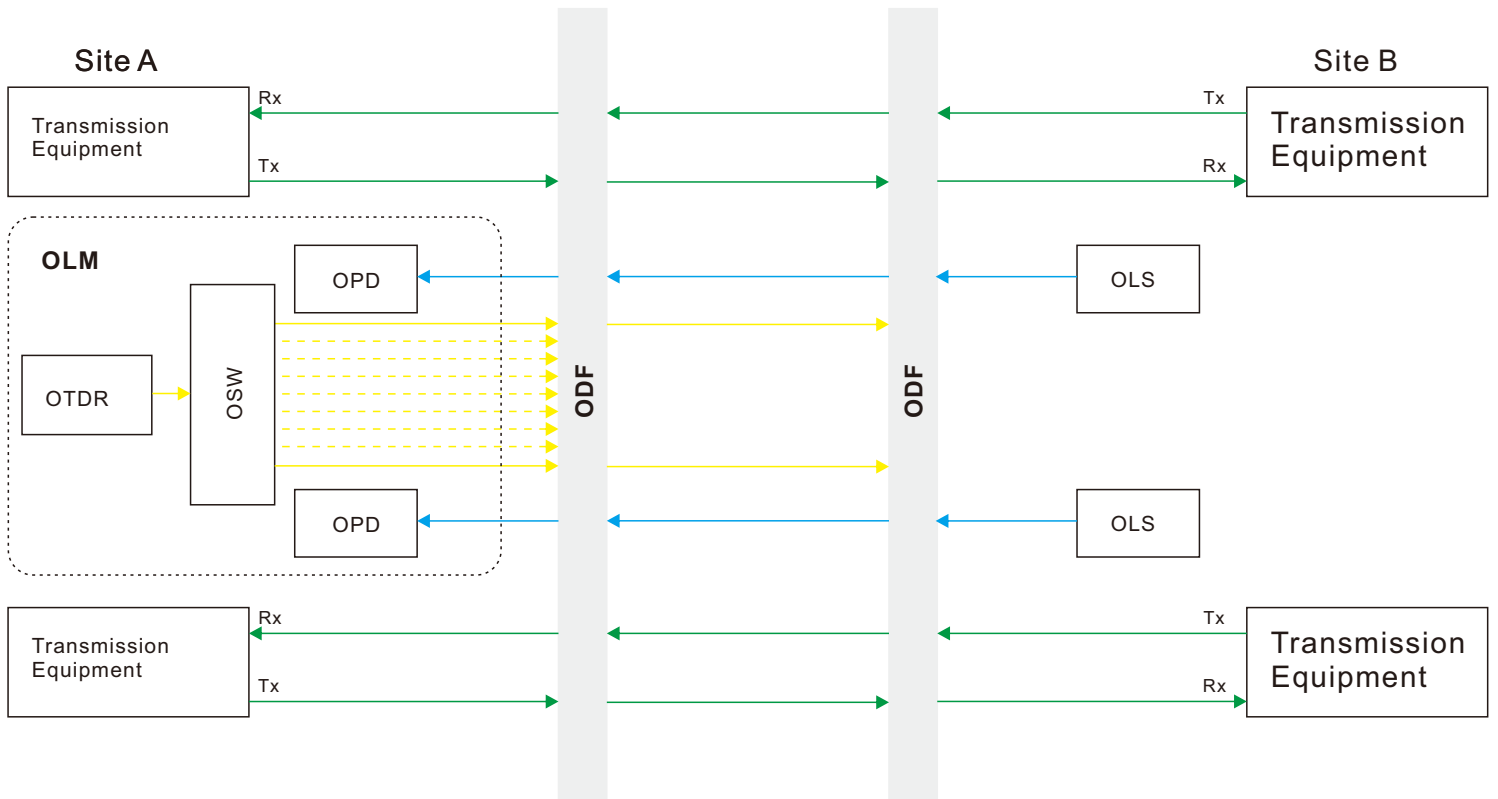 Site A
Site B
Rx
Tx
Transmission
Equipment
Transmission
Equipment
Tx
Rx
OLM
OPD
OLS
OTDR
OSW
ODF
ODF
OPD
OLS
Rx
Tx
Transmission
Equipment
Transmission
Equipment
Tx
Rx